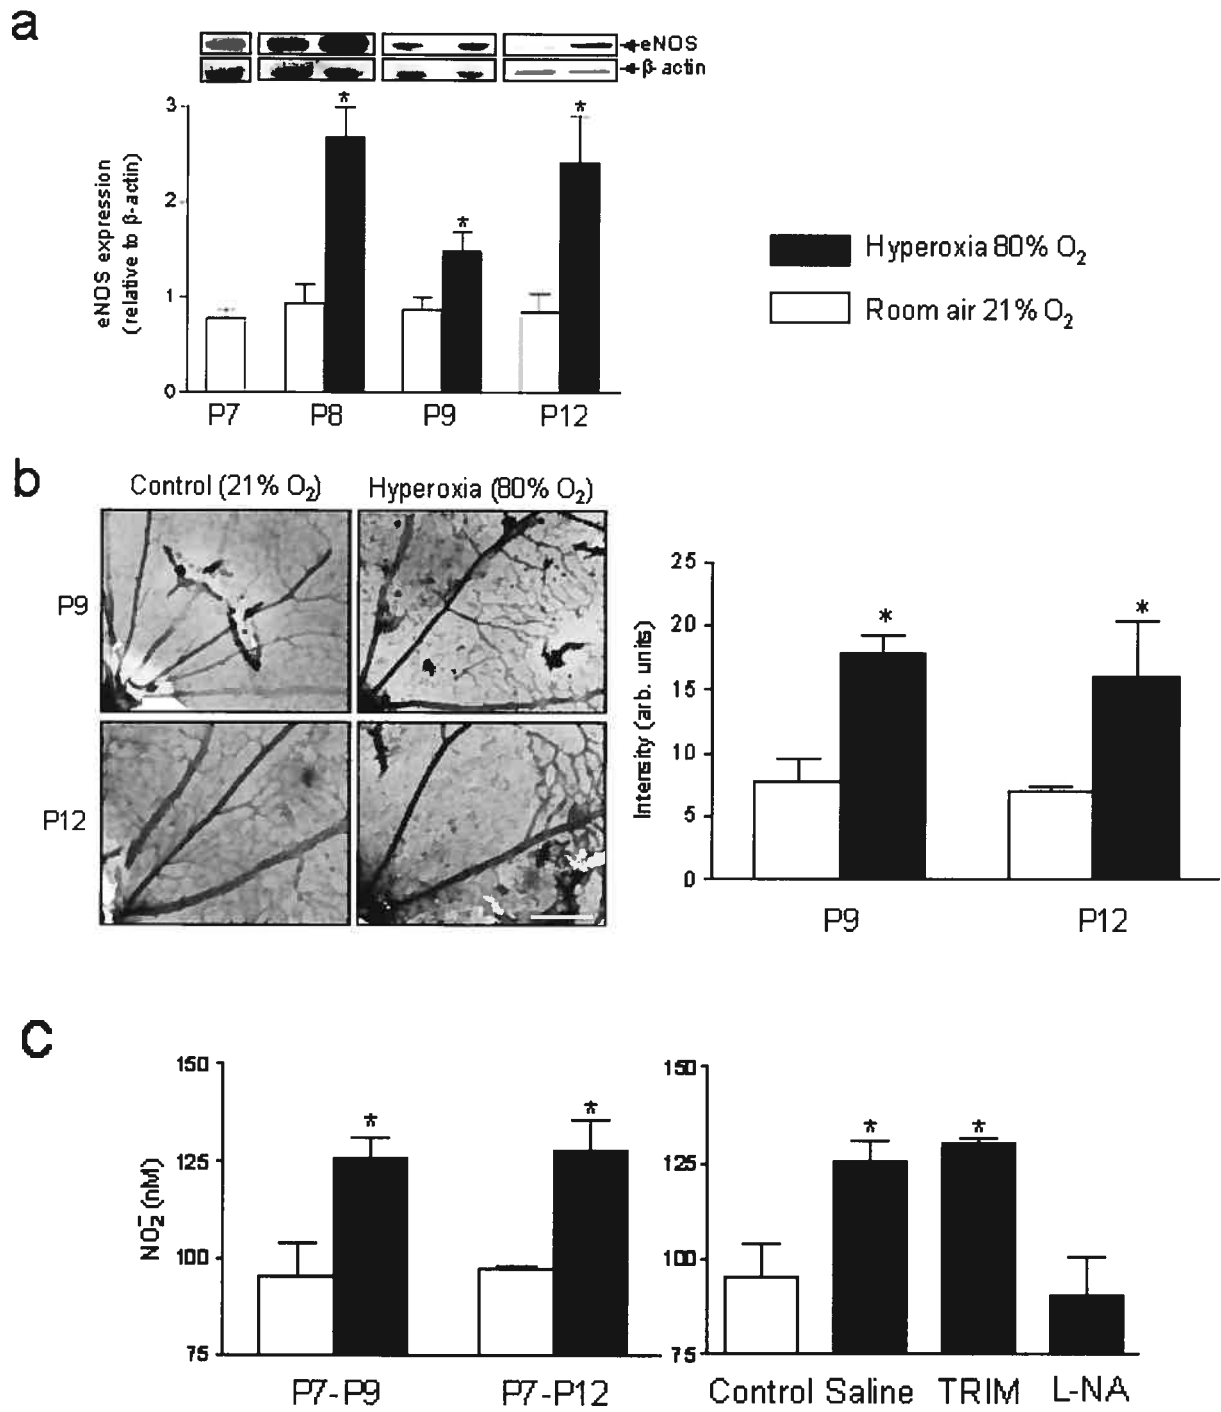 a
eNOS
β-actin
*
*
*
3
2
1
0
eNOS expression
(relative to β-actin)
P7
P8
P9
P12
Hyperoxia 80% O₂
Room air 21% O₂
b
Control (21% O₂)
Hyperoxia (80% O₂)
P9
P12
25
20
15
10
5
0
Intensity (arb. units)
*
*
P9
P12
c
150
125
100
75
NO₂⁻ (nM)
*
*
P7-P9
P7-P12
150
125
100
75
*
*
Control Saline TRIM L-NA